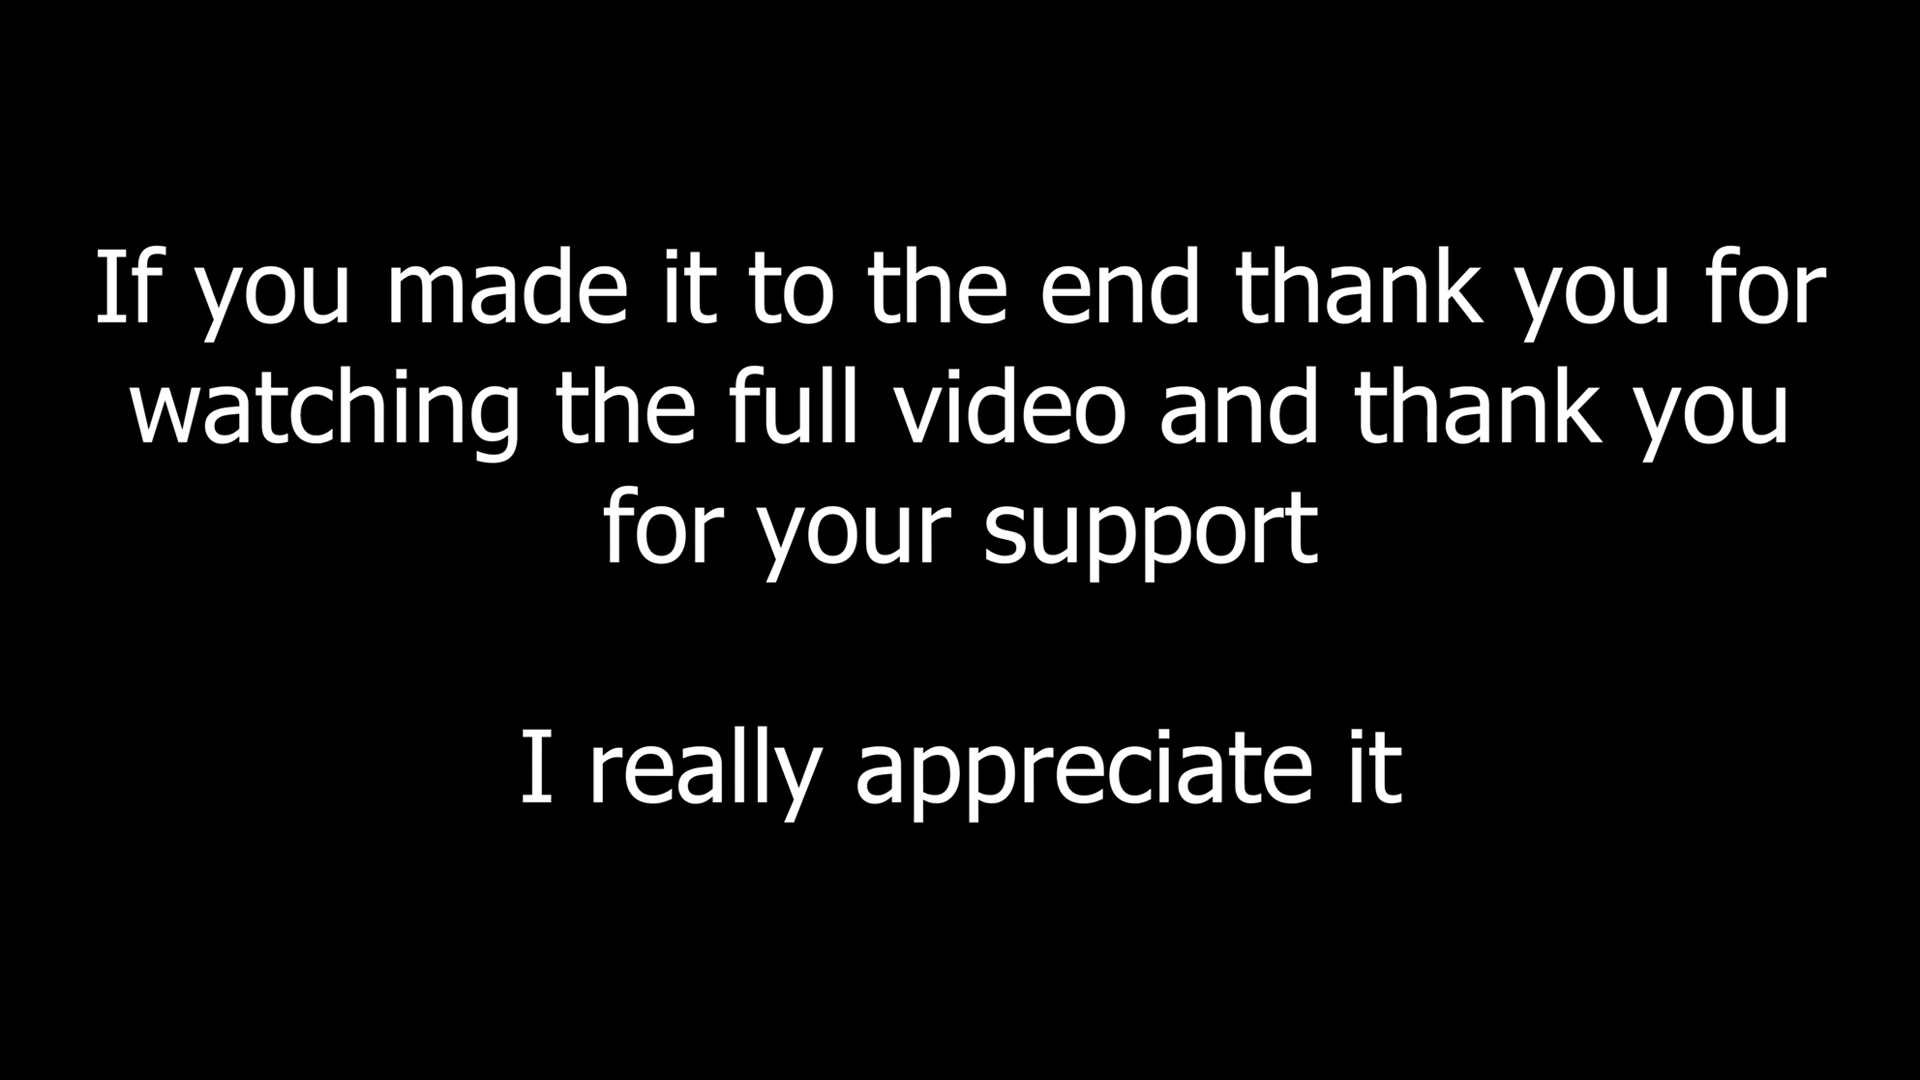 If you made it to the end thank you for
watching the full video and thank you
for your support
I really appreciate it